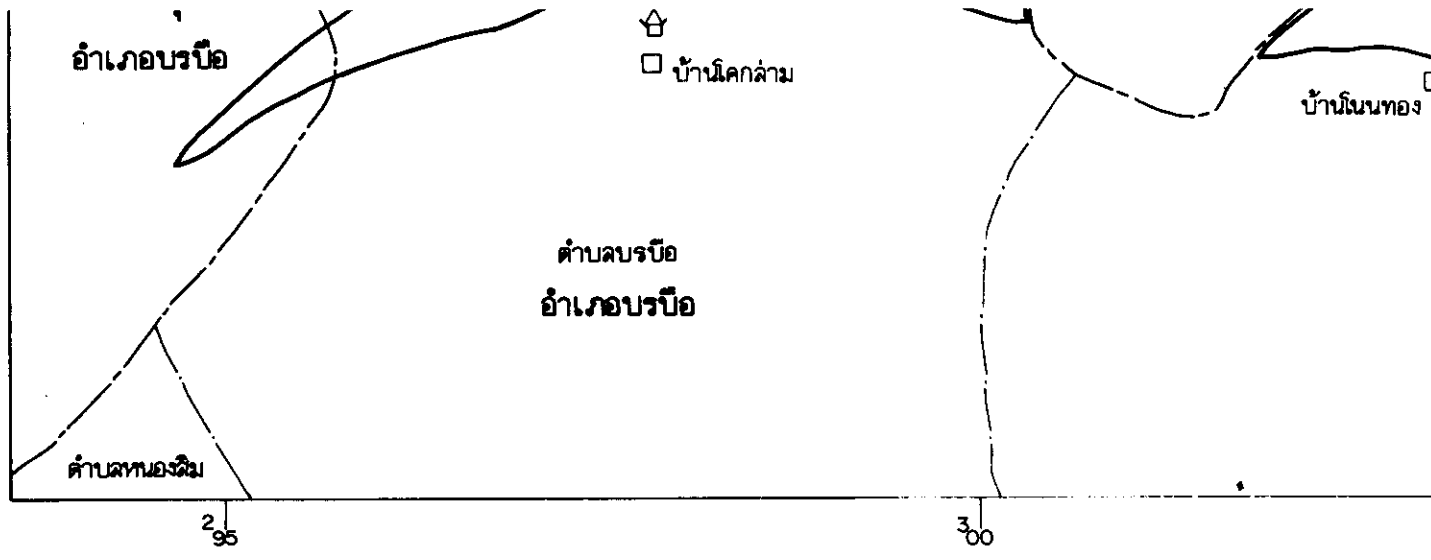 อำเภอบรบือ
บ้านโคกล่าม
บ้านโนนทอง
ตำบลบรบือ
อำเภอบรบือ
ตำบลหนองสิม
295
300